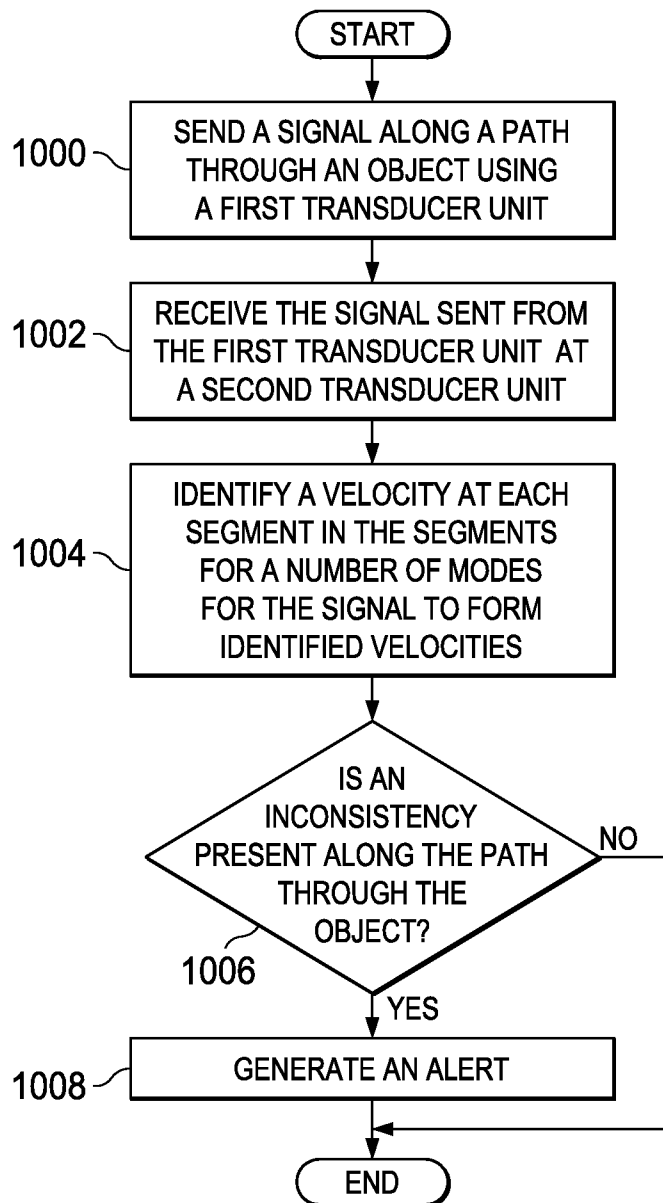 START
1000
SEND A SIGNAL ALONG A PATH
THROUGH AN OBJECT USING
A FIRST TRANSDUCER UNIT
1002
RECEIVE THE SIGNAL SENT FROM
THE FIRST TRANSDUCER UNIT AT
A SECOND TRANSDUCER UNIT
1004
IDENTIFY A VELOCITY AT EACH
SEGMENT IN THE SEGMENTS
FOR A NUMBER OF MODES
FOR THE SIGNAL TO FORM
IDENTIFIED VELOCITIES
IS AN
INCONSISTENCY
PRESENT ALONG THE PATH
THROUGH THE
OBJECT?
NO
1006
YES
1008
GENERATE AN ALERT
END